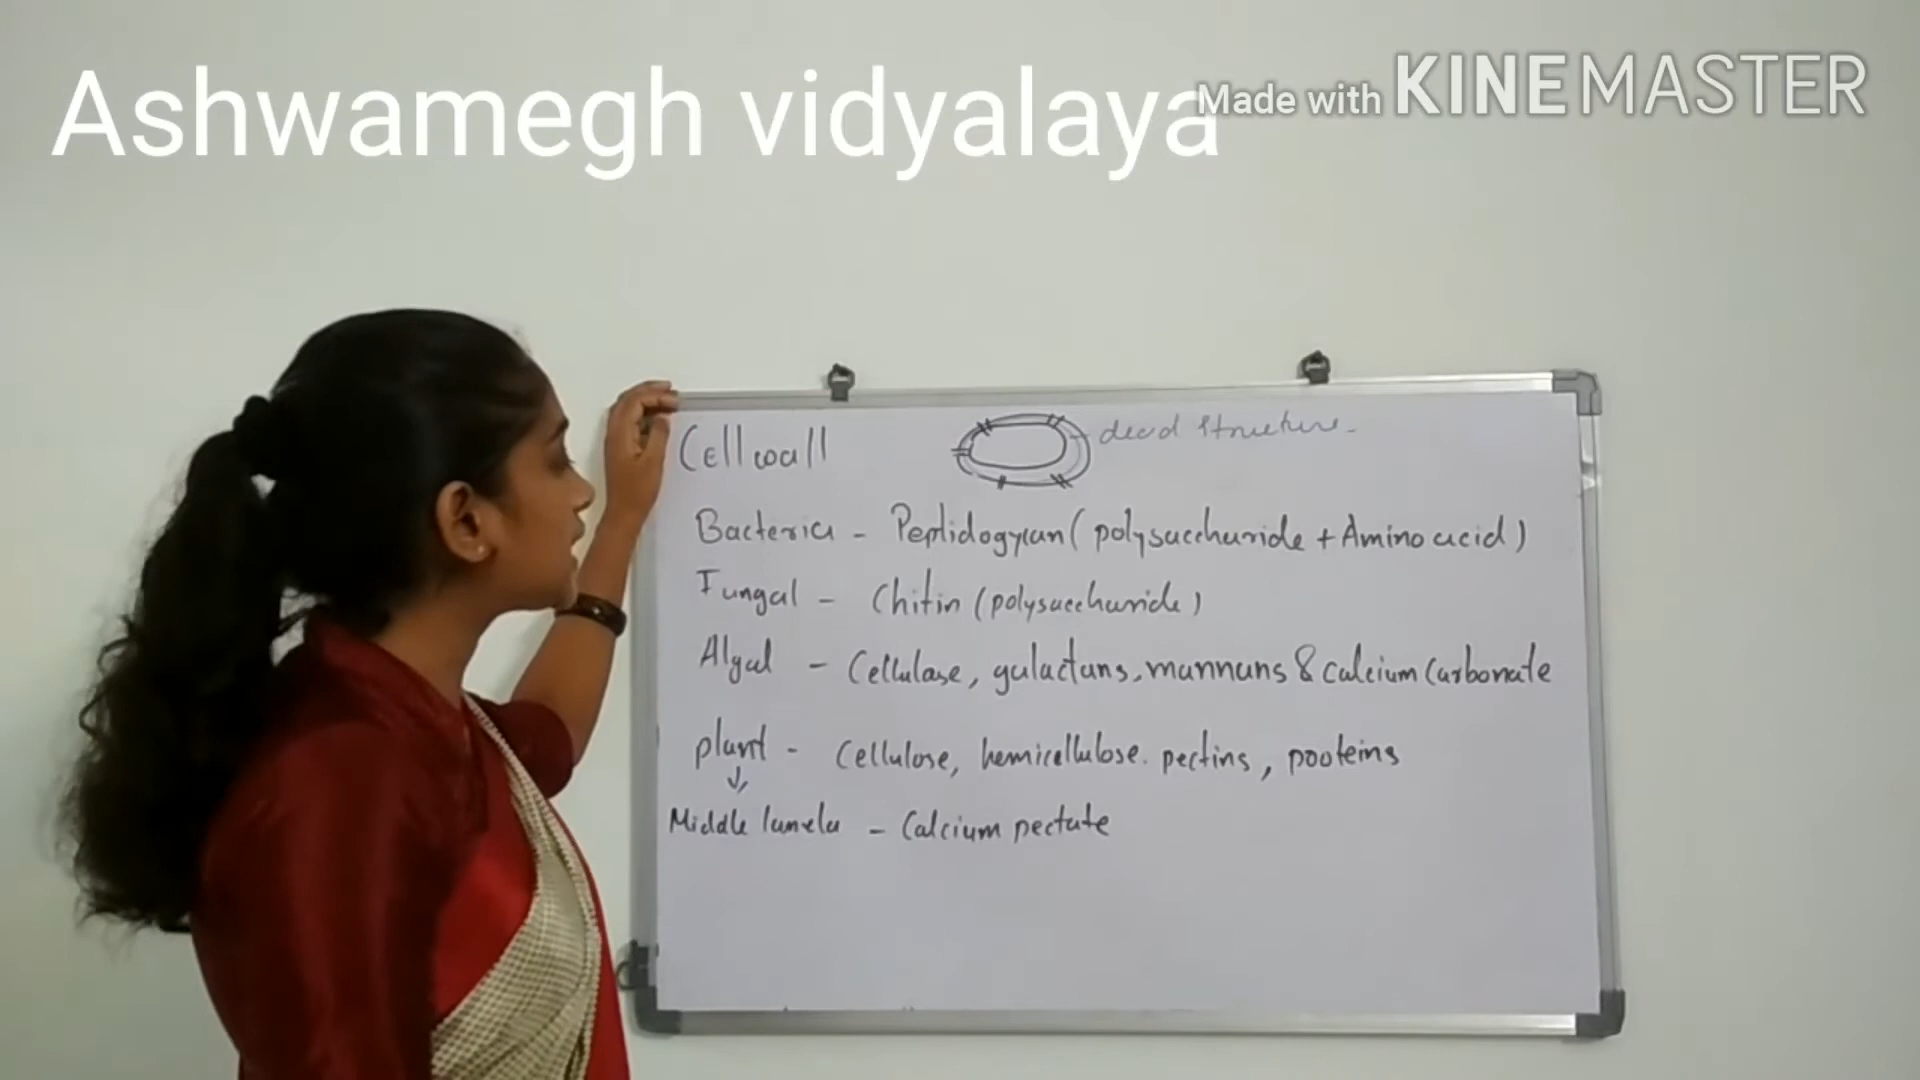 Ashwamegh vidyalaya
Made with KINEMASTER
Cell wall
dead structure.
Bacteria - Peptidogycan (polysaccharide + Amino acid)
Fungal - Chitin (polysaccharide)
Algal - Cellulase, galactans, mannans & calcium Carbonate
plant - Cellulose, hemicellulose. pectins, pooteins
Middle lamela - Calcium pectate